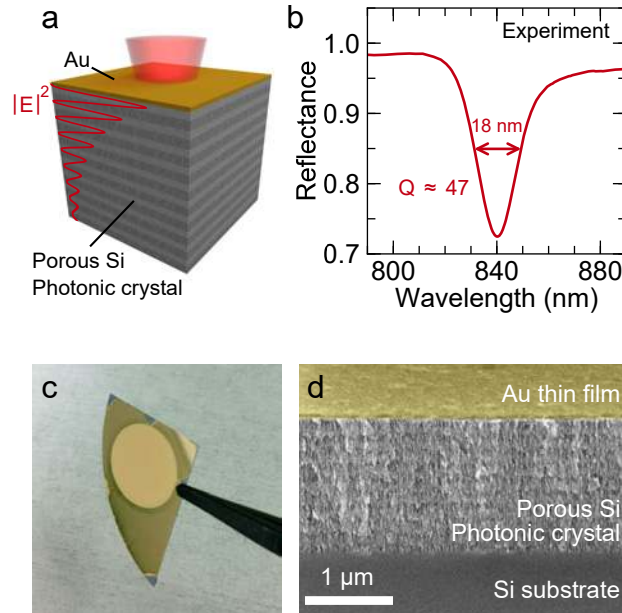 a
Au
|E|²
Porous Si
Photonic crystal
b
Experiment
1.0
0.9
0.8
0.7
18 nm
Q ≈ 47
Reflectance
800
840
880
Wavelength (nm)
c
d
Au thin film
Porous Si
Photonic crystal
1 μm
Si substrate